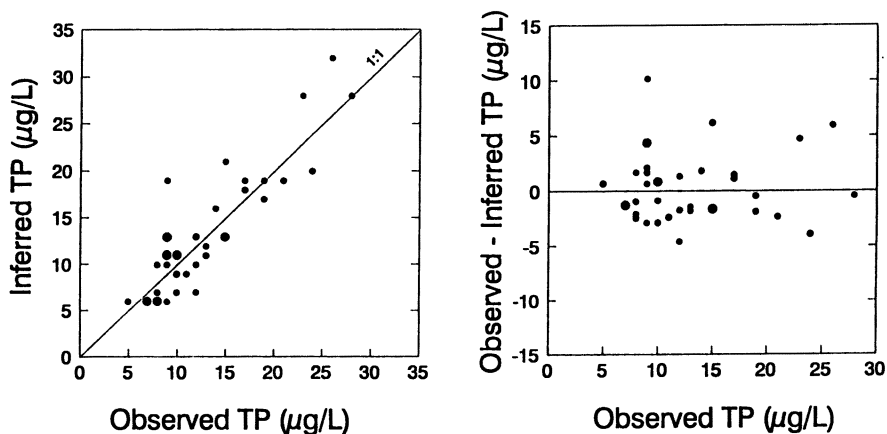 35
30
25
20
15
10
5
0
Inferred TP (µg/L)
1:1
0 5 10 15 20 25 30 35
Observed TP (µg/L)
15
10
5
0
-5
-10
-15
Observed - Inferred TP (µg/L)
0 5 10 15 20 25 30
Observed TP (µg/L)